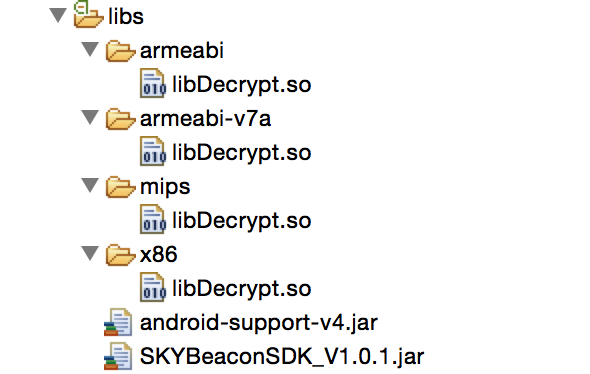 libs
armeabi
libDecrypt.so
armeabi-v7a
libDecrypt.so
mips
libDecrypt.so
x86
libDecrypt.so
android-support-v4.jar
SKYBeaconSDK_V1.0.1.jar